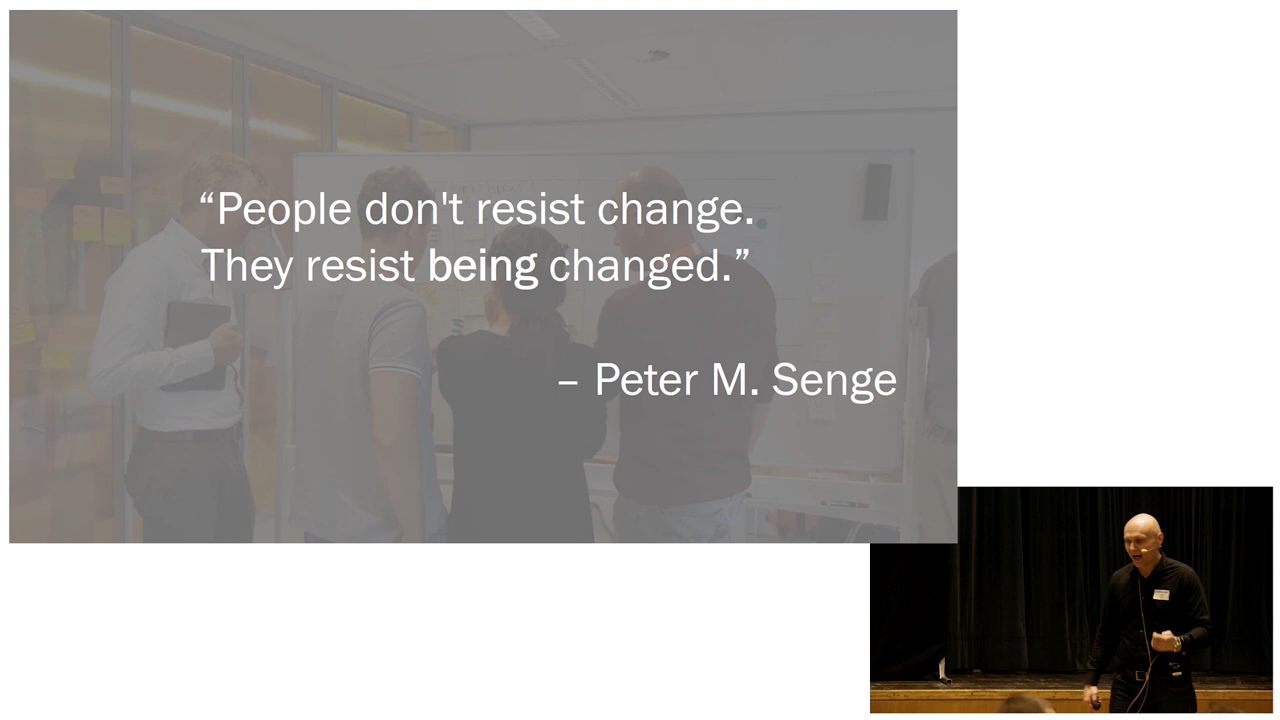 “People don't resist change.
They resist being changed.”
– Peter M. Senge